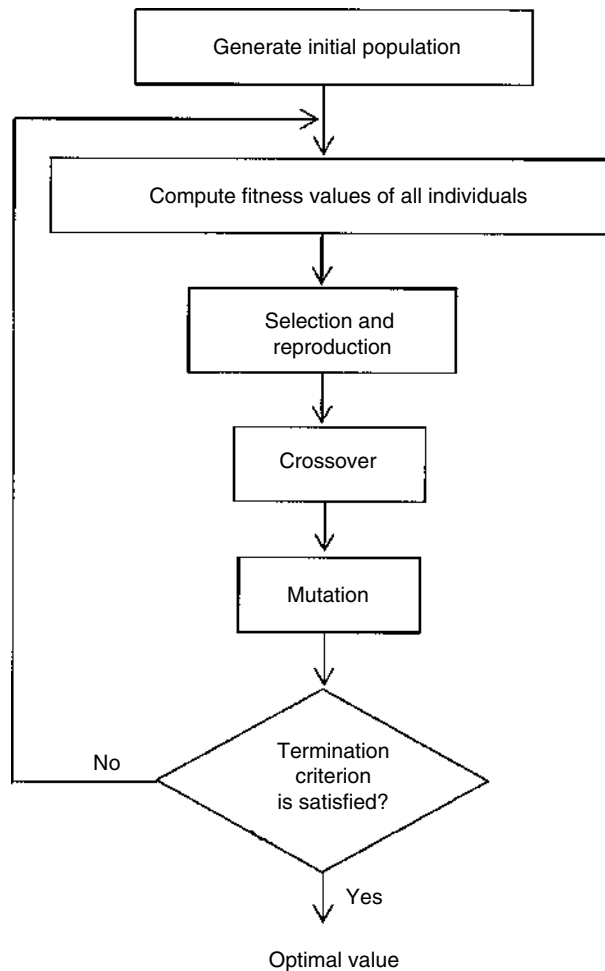 Generate initial population
Compute fitness values of all individuals
Selection and
reproduction
Crossover
Mutation
Termination
criterion
is satisfied?
No
Yes
Optimal value